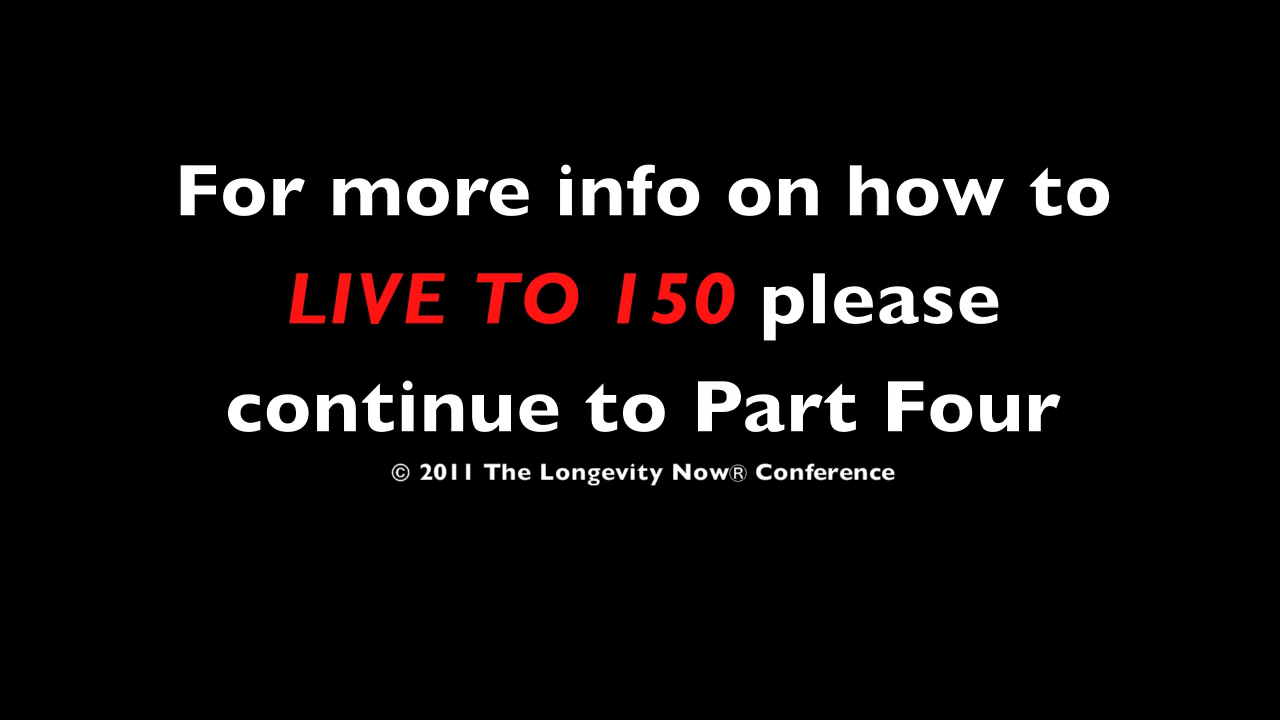 For more info on how to
LIVE TO 150 please
continue to Part Four
© 2011 The Longevity Now® Conference